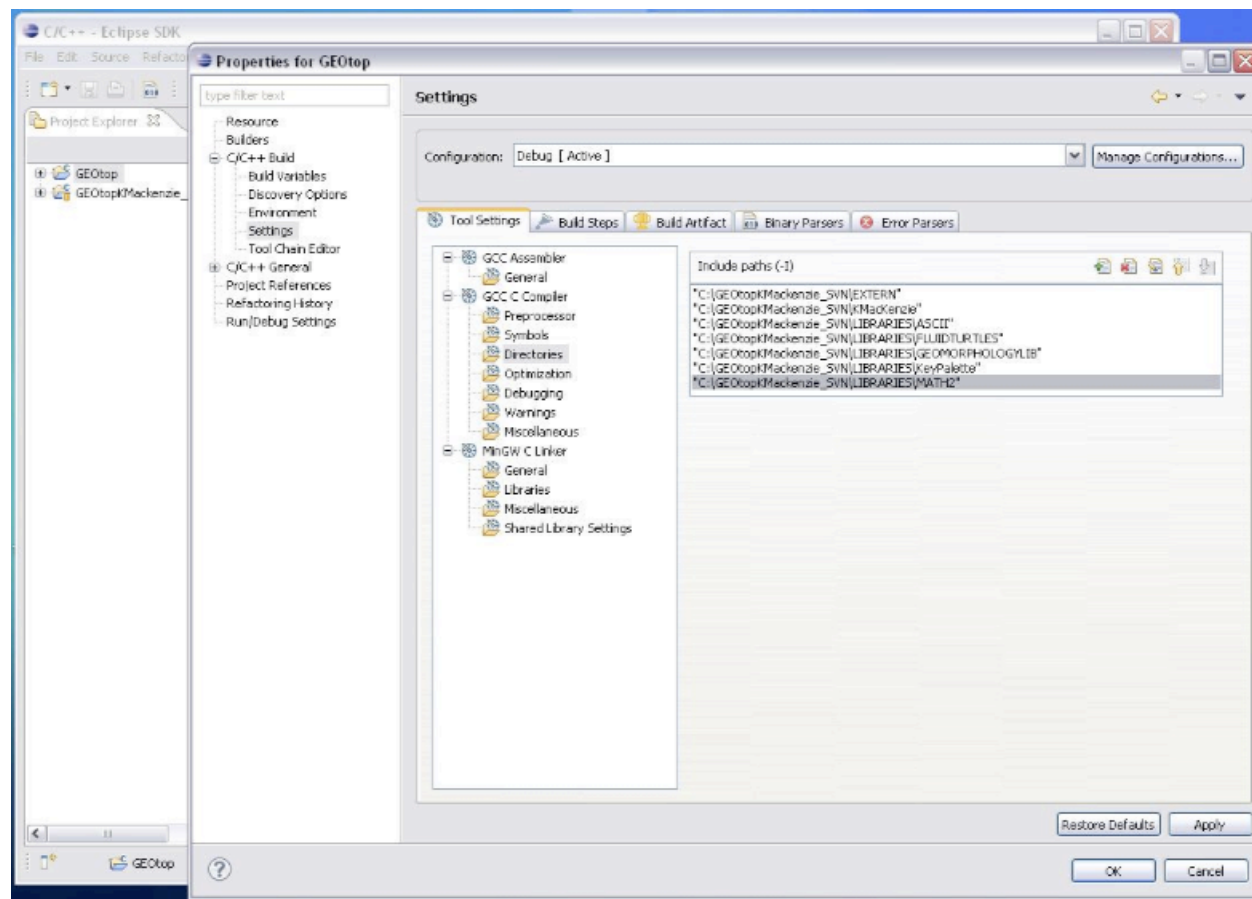 C/C++ - Eclipse SDK
File Edit Source Refacto
Properties for GEOtop
type filter text
Settings
Project Explorer
Resource
Builders
C/C++ Build
Build Variables
Discovery Options
Environment
Settings
Tool Chain Editor
C/C++ General
Project References
Refactoring History
Run/Debug Settings
GEOtop
GEOtopKMackenzie_
Configuration: Debug [ Active ]
Manage Configurations...
Tool Settings Build Steps Build Artifact Binary Parsers Error Parsers
GCC Assembler
General
GCC C Compiler
Preprocessor
Symbols
Directories
Optimization
Debugging
Warnings
Miscellaneous
MinGW C Linker
General
Libraries
Miscellaneous
Shared Library Settings
Include paths (-I)
"C:\GEOtopKMackenzie_SVN\EXTERN"
"C:\GEOtopKMackenzie_SVN\KMacKenzie"
"C:\GEOtopKMackenzie_SVN\LIBRARIES\ASCII"
"C:\GEOtopKMackenzie_SVN\LIBRARIES\FLUIDTURTLES"
"C:\GEOtopKMackenzie_SVN\LIBRARIES\GEOMORPHOLOGYLIB"
"C:\GEOtopKMackenzie_SVN\LIBRARIES\KeyPalette"
"C:\GEOtopKMackenzie_SVN\LIBRARIES\MATH2"
Restore Defaults Apply
GEOtop
OK Cancel